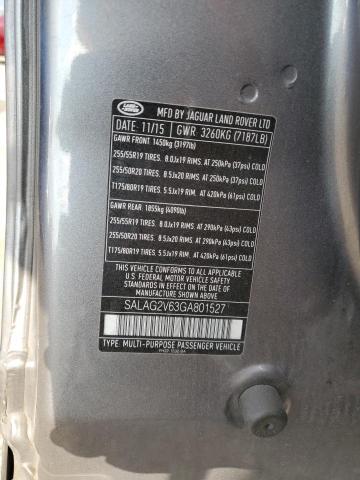 LAND ROVER
MFD BY JAGUAR LAND ROVER LTD
DATE: 11/15 GWR: 3260KG (7187LB)
GAWR FRONT 1450kg (3197lb)
255/55R19 TIRES. 8.0Jx19 RIMS. AT 250kPa (37psi) COLD
255/50R20 TIRES. 8.5Jx20 RIMS. AT 250kPa (37psi) COLD
T175/80R19 TIRES. 5.5Jx19 RIM. AT 420kPa (61psi) COLD
GAWR REAR: 1855kg (4090lb)
255/55R19 TIRES. 8.0Jx19 RIMS. AT 290kPa (43psi) COLD
255/50R20 TIRES. 8.5Jx20 RIMS. AT 290kPa (43psi) COLD
T175/80R19 TIRES. 5.5Jx19 RIM. AT 420kPa (61psi) COLD
THIS VEHICLE CONFORMS TO ALL APPLICABLE
U.S. FEDERAL MOTOR VEHICLE SAFETY
STANDARDS IN EFFECT ON THE DATE OF
MANUFACTURE SHOWN ABOVE
SALAG2V63GA801527
TYPE: MULTI-PURPOSE PASSENGER VEHICLE